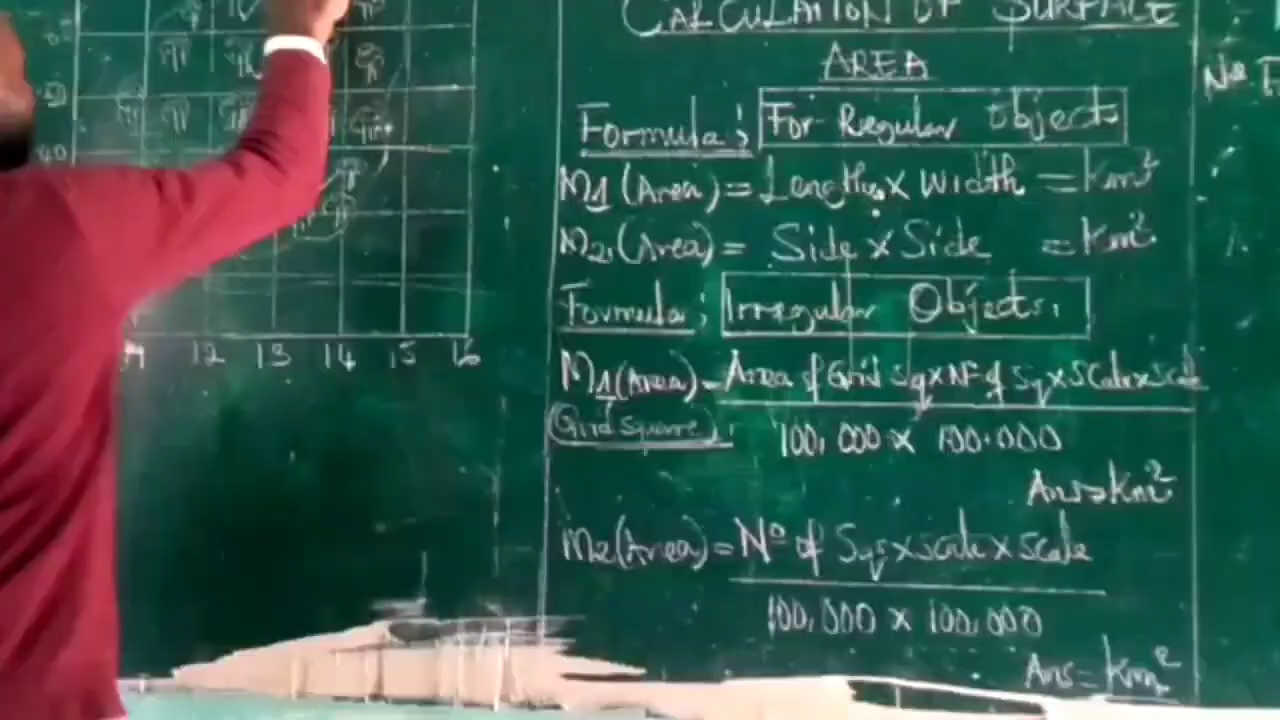 CALCULATION OF SURFACE
AREA
Formula; For Regular Objects
M1 (Area) = Length x Width = Km²
M2. (Area) = Side x Side = Km²
Formula; Irregular Objects.
M1 (Area) = Area of Grid Sq x Nº of Sq x Scale x Scale
(Grid square). 100,000 x 100.000
Ans = Km²
M2 (Area) = Nº of Sqs x scale x scale
100,000 x 100,000
Ans = Km²
40
12 13 14 15 16